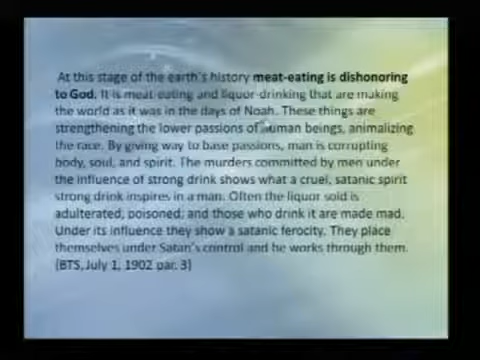 At this stage of the earth's history meat-eating is dishonoring
to God. It is meat-eating and liquor-drinking that are making
the world as it was in the days of Noah. These things are
strengthening the lower passions of human beings, animalizing
the race. By giving way to base passions, man is corrupting
body, soul, and spirit. The murders committed by men under
the influence of strong drink shows what a cruel, satanic spirit
strong drink inspires in a man. Often the liquor sold is
adulterated, poisoned, and those who drink it are made mad.
Under its influence they show a satanic ferocity. They place
themselves under Satan's control and he works through them.
(BTS, July 1, 1902 par. 3)